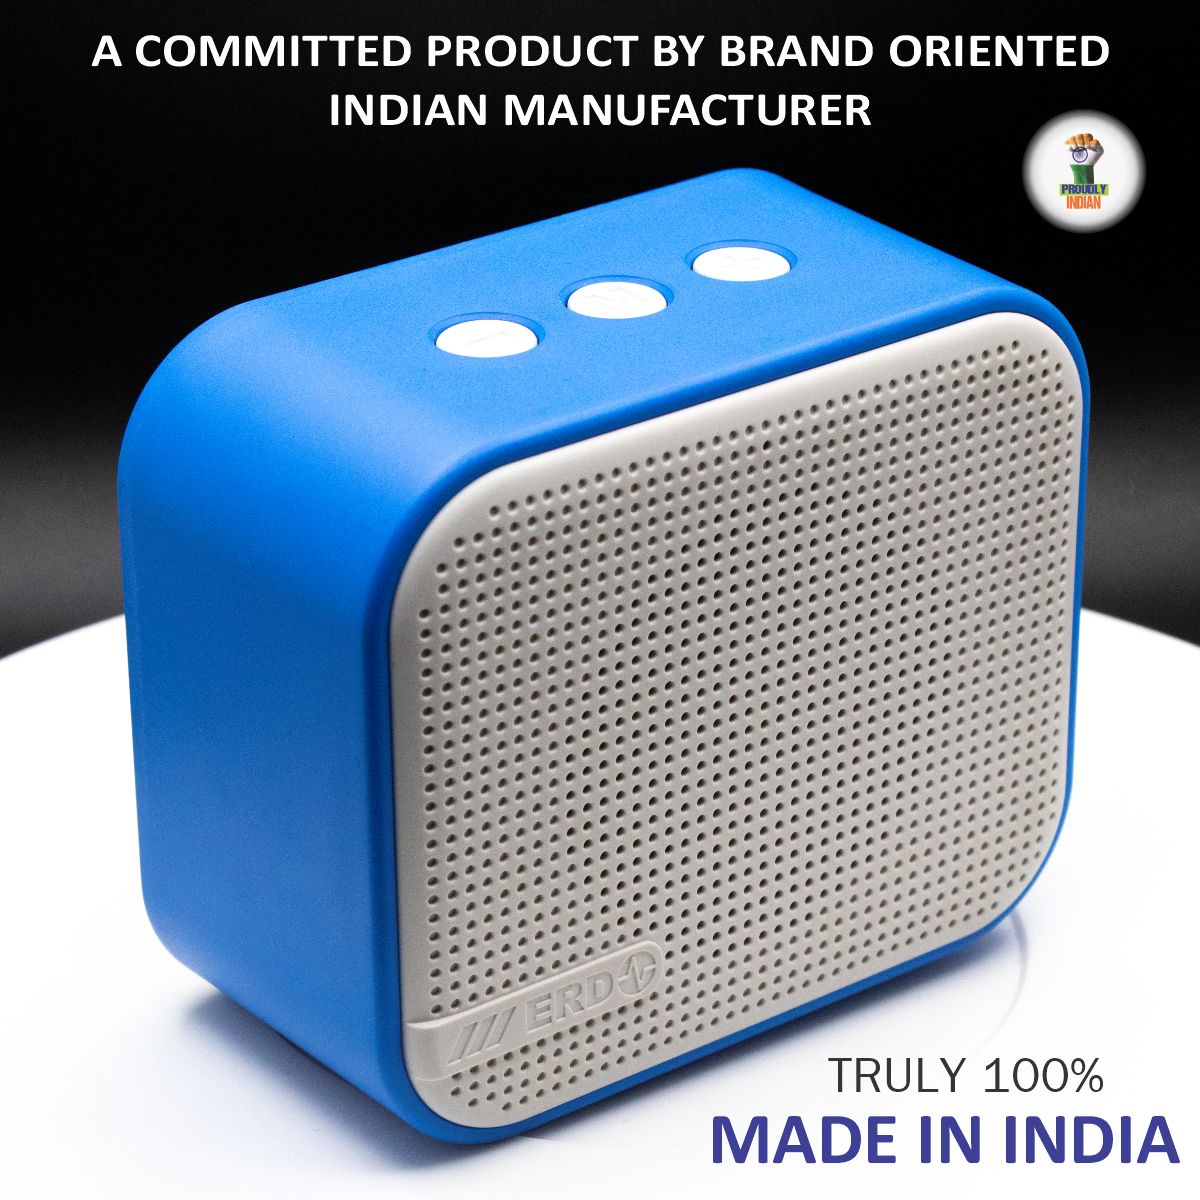 A COMMITTED PRODUCT BY BRAND ORIENTED
INDIAN MANUFACTURER
PROUDLY
INDIAN
+
M
-
ERD
TRULY 100%
MADE IN INDIA